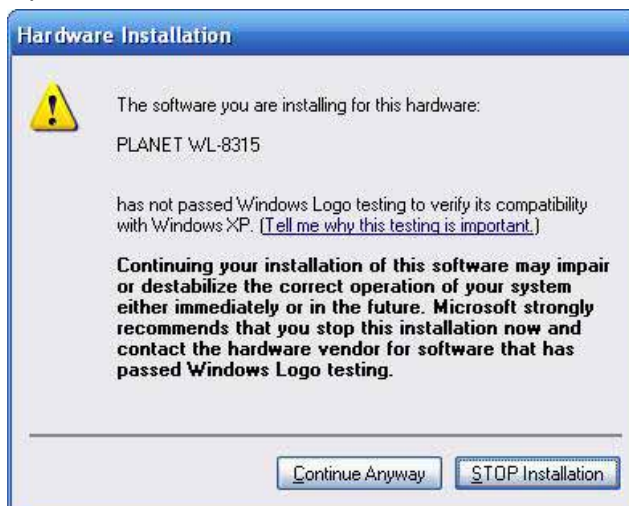 Hardware Installation
The software you are installing for this hardware:
PLANET WL-8315
has not passed Windows Logo testing to verify its compatibility
with Windows XP. (Tell me why this testing is important.)
Continuing your installation of this software may impair
or destabilize the correct operation of your system
either immediately or in the future. Microsoft strongly
recommends that you stop this installation now and
contact the hardware vendor for software that has
passed Windows Logo testing.
Continue Anyway
STOP Installation